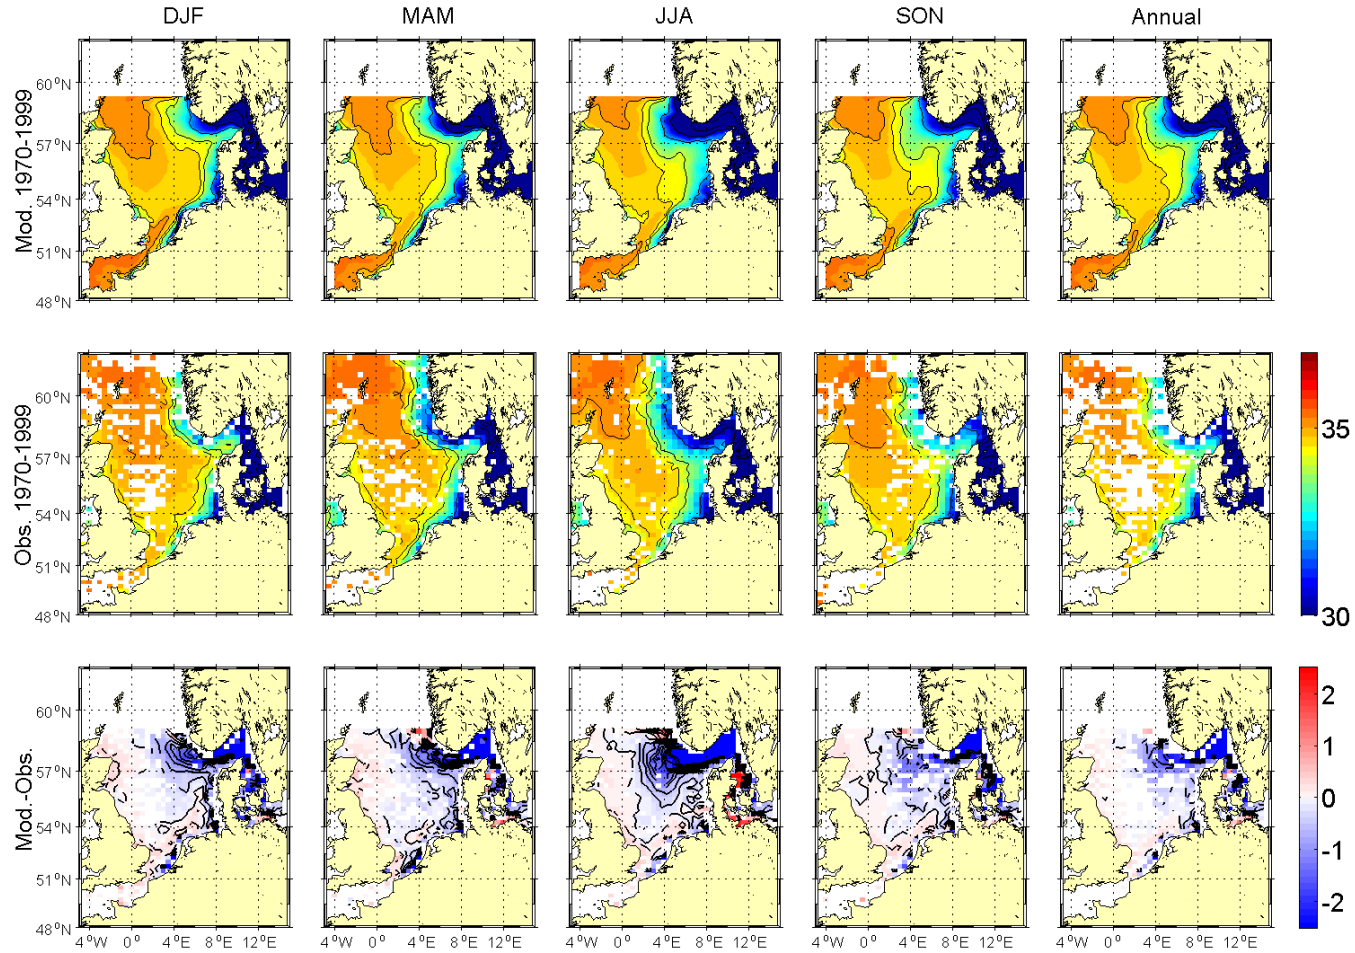 DJF MAM JJA SON Annual
Mod. 1970-1999
60°N
57°N
54°N
51°N
48°N
Obs. 1970-1999
60°N
57°N
54°N
51°N
48°N
35
30
Mod.-Obs.
60°N
57°N
54°N
51°N
48°N
2
1
0
-1
-2
4°W 0° 4°E 8°E 12°E 4°W 0° 4°E 8°E 12°E 4°W 0° 4°E 8°E 12°E 4°W 0° 4°E 8°E 12°E 4°W 0° 4°E 8°E 12°E